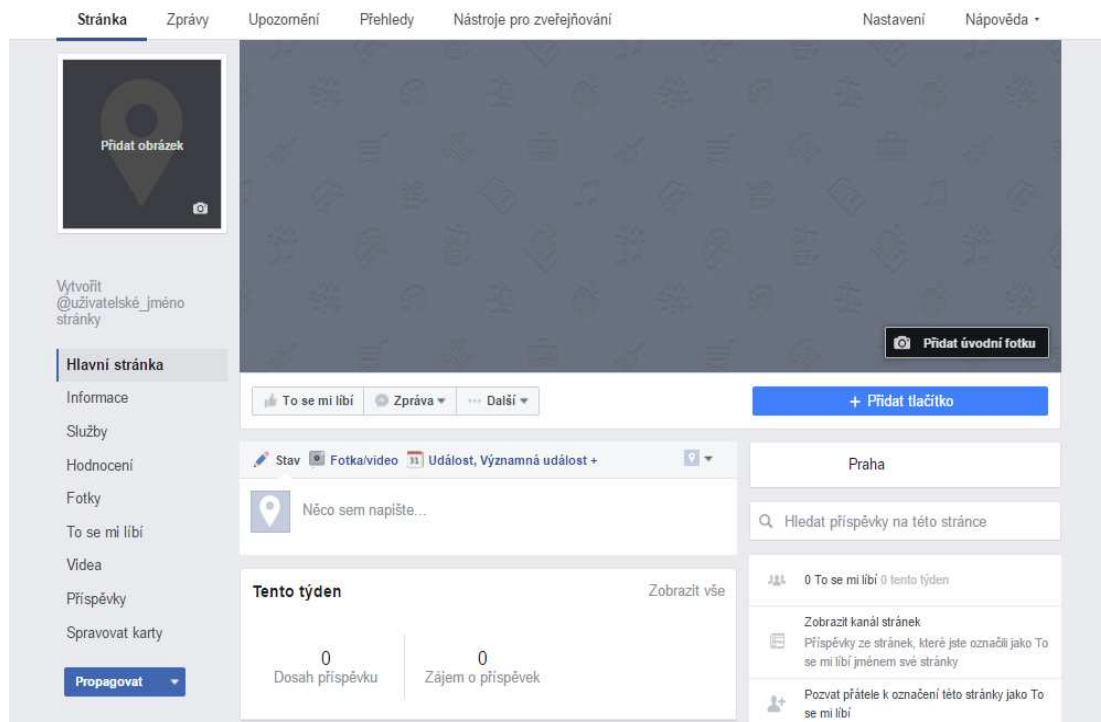 Stránka Zprávy Upozornění Přehledy Nástroje pro zveřejňování Nastavení Nápověda
Přidat obrázek
Vytvořit
@uživatelské_jméno
stránky
Hlavní stránka
Informace
Služby
Hodnocení
Fotky
To se mi líbí
Videa
Příspěvky
Spravovat karty
Propagovat
Přidat úvodní fotku
To se mi líbí Zpráva ··· Další
+ Přidat tlačítko
Stav Fotka/video 31 Událost, Významná událost +
Něco sem napište...
Tento týden Zobrazit vše
0 0
Dosah příspěvku Zájem o příspěvek
Praha
Hledat příspěvky na této stránce
0 To se mi líbí 0 tento týden
Zobrazit kanál stránek
Příspěvky ze stránek, které jste označili jako To
se mi líbí jménem své stránky
Pozvat přátele k označení této stránky jako To
se mi líbí